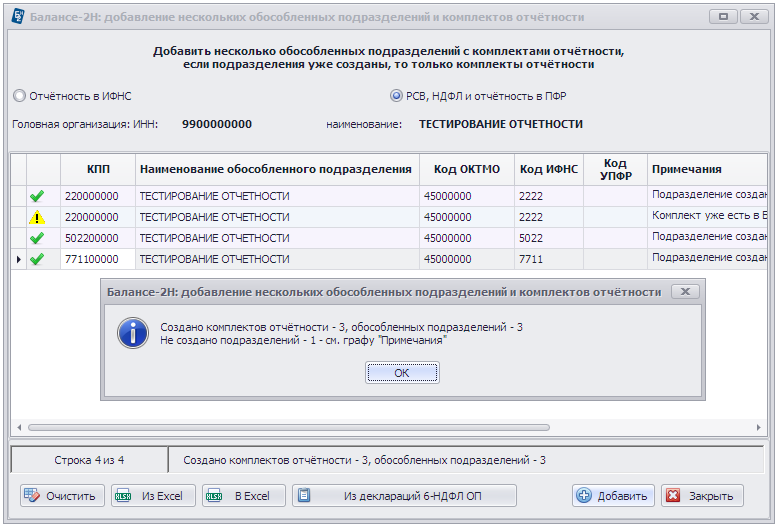 Баланс-2Н: добавление нескольких обособленных подразделений и комплектов отчётности
Добавить несколько обособленных подразделений с комплектами отчётности,
если подразделения уже созданы, то только комплекты отчётности
Отчётность в ИФНС
РСВ, НДФЛ и отчётность в ПФР
Головная организация: ИНН: 9900000000 наименование: ТЕСТИРОВАНИЕ ОТЧЕТНОСТИ
КПП Наименование обособленного подразделения Код ОКТМО Код ИФНС Код УПФР Примечания
220000000 ТЕСТИРОВАНИЕ ОТЧЕТНОСТИ 45000000 2222 Подразделение создан
220000000 ТЕСТИРОВАНИЕ ОТЧЕТНОСТИ 45000000 2222 Комплект уже есть в Б
502200000 ТЕСТИРОВАНИЕ ОТЧЕТНОСТИ 45000000 5022 Подразделение создан
771100000 ТЕСТИРОВАНИЕ ОТЧЕТНОСТИ 45000000 7711 Подразделение создан
Баланс-2Н: добавление нескольких обособленных подразделений и комплектов отчётности
Создано комплектов отчётности - 3, обособленных подразделений - 3
Не создано подразделений - 1 - см. графу "Примечания"
OK
Строка 4 из 4
Создано комплектов отчётности - 3, обособленных подразделений - 3
Очистить
XLSX Из Excel
XLSX В Excel
Из деклараций 6-НДФЛ ОП
Добавить
Закрыть